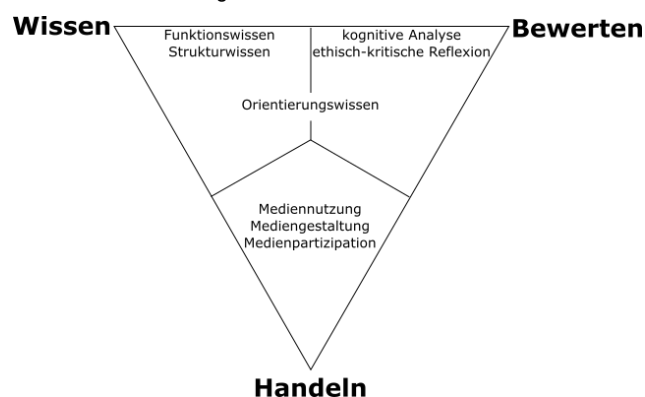 Wissen
Bewerten
Funktionswissen
Strukturwissen
kognitive Analyse
ethisch-kritische Reflexion
Orientierungswissen
Mediennutzung
Mediengestaltung
Medienpartizipation
Handeln